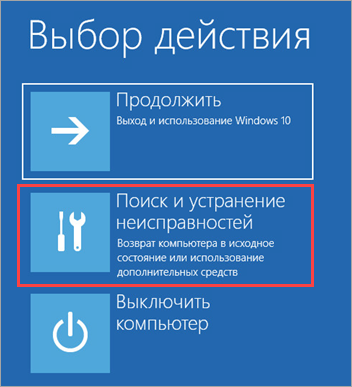 Выбор действия
Продолжить
Выход и использование Windows 10
Поиск и устранение
неисправностей
Возврат компьютера в исходное
состояние или использование
дополнительных средств
Выключить
компьютер